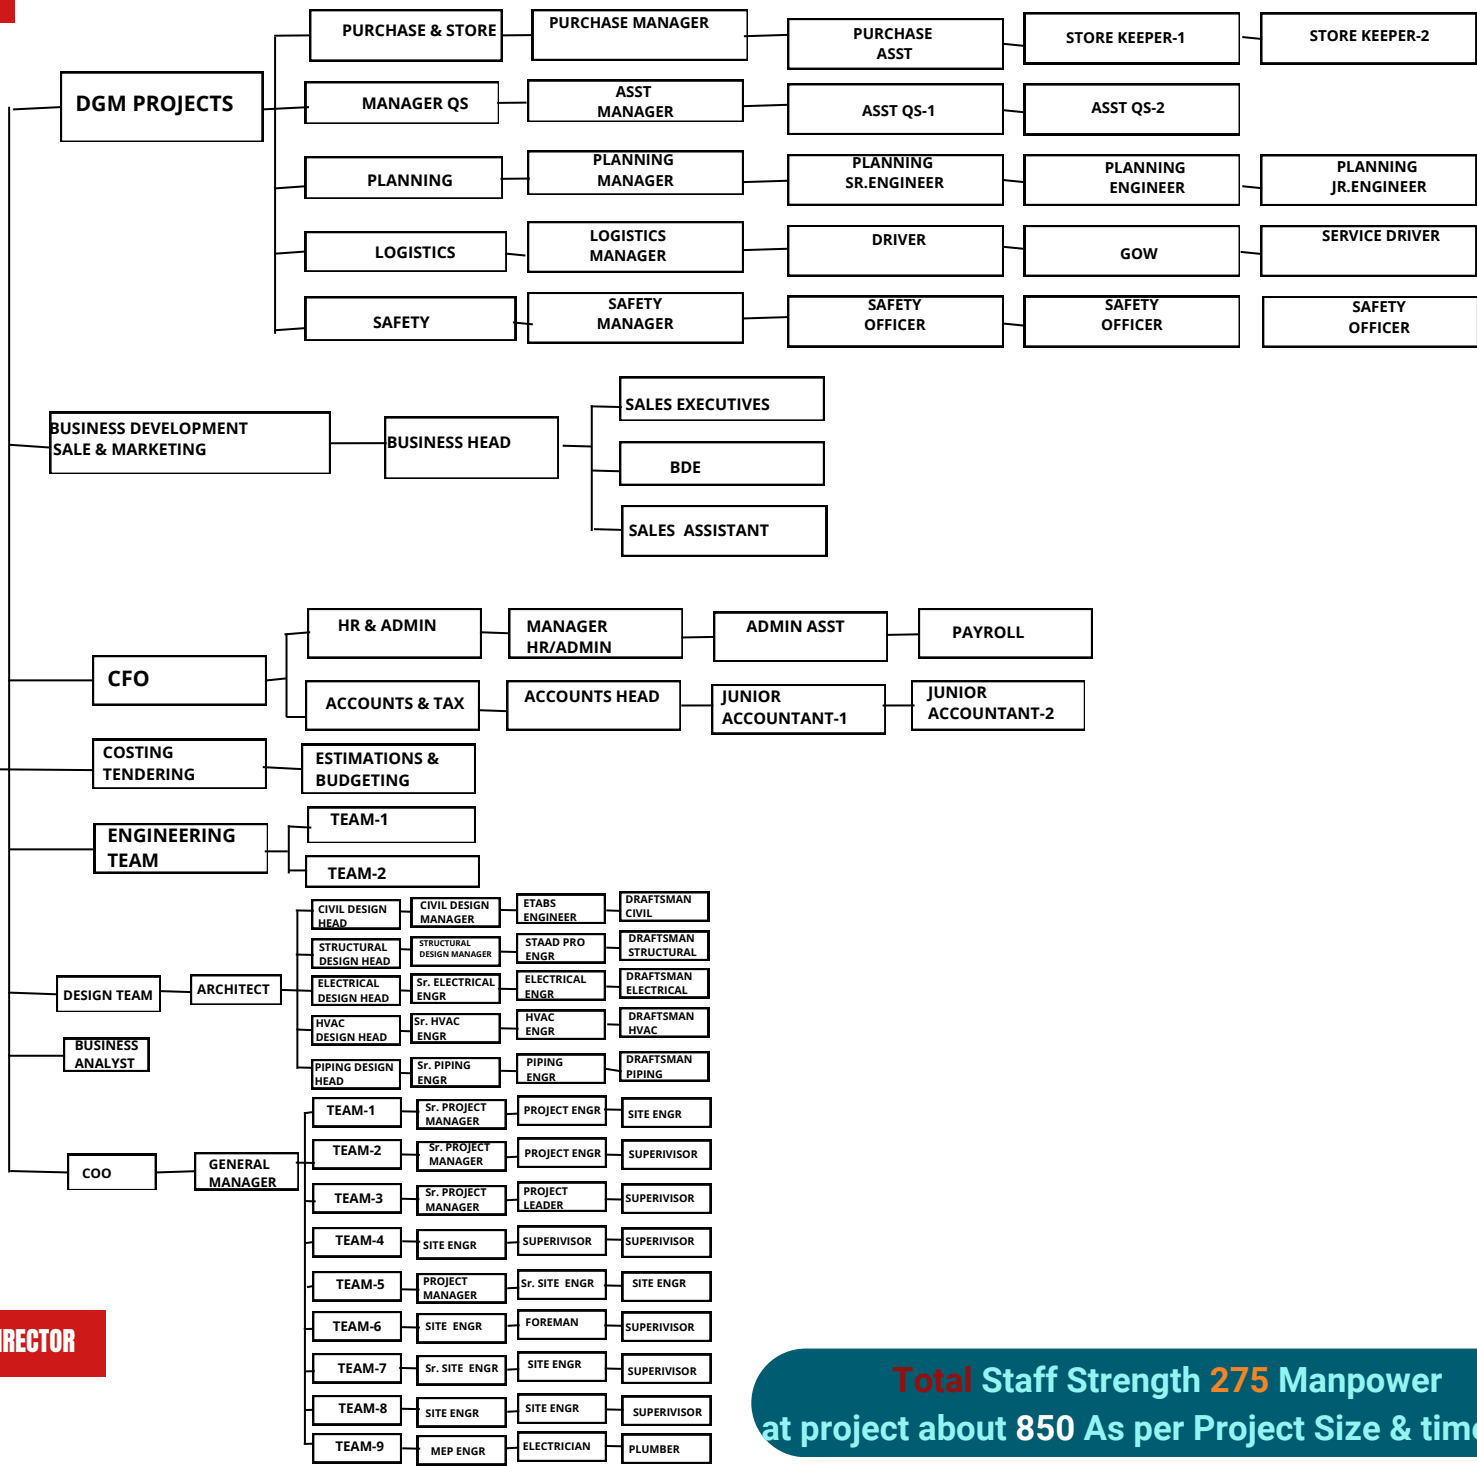 PURCHASE & STORE
PURCHASE MANAGER
PURCHASE
ASST
STORE KEEPER-1
STORE KEEPER-2
DGM PROJECTS
MANAGER QS
ASST
MANAGER
ASST QS-1
ASST QS-2
PLANNING
PLANNING
MANAGER
PLANNING
SR.ENGINEER
PLANNING
ENGINEER
PLANNING
JR.ENGINEER
LOGISTICS
LOGISTICS
MANAGER
DRIVER
GOW
SERVICE DRIVER
SAFETY
SAFETY
MANAGER
SAFETY
OFFICER
SAFETY
OFFICER
SAFETY
OFFICER
BUSINESS DEVELOPMENT
SALE & MARKETING
BUSINESS HEAD
SALES EXECUTIVES
BDE
SALES ASSISTANT
CFO
HR & ADMIN
MANAGER
HR/ADMIN
ADMIN ASST
PAYROLL
ACCOUNTS & TAX
ACCOUNTS HEAD
JUNIOR
ACCOUNTANT-1
JUNIOR
ACCOUNTANT-2
COSTING
TENDERING
ESTIMATIONS &
BUDGETING
ENGINEERING
TEAM
TEAM-1
TEAM-2
DESIGN TEAM
ARCHITECT
CIVIL DESIGN
HEAD
CIVIL DESIGN
MANAGER
ETABS
ENGINEER
DRAFTSMAN
CIVIL
STRUCTURAL
DESIGN HEAD
STRUCTURAL
DESIGN MANAGER
STAAD PRO
ENGR
DRAFTSMAN
STRUCTURAL
ELECTRICAL
DESIGN HEAD
Sr. ELECTRICAL
ENGR
ELECTRICAL
ENGR
DRAFTSMAN
ELECTRICAL
HVAC
DESIGN HEAD
Sr. HVAC
ENGR
HVAC
ENGR
DRAFTSMAN
HVAC
PIPING DESIGN
HEAD
Sr. PIPING
ENGR
PIPING
ENGR
DRAFTSMAN
PIPING
BUSINESS
ANALYST
COO
GENERAL
MANAGER
TEAM-1
Sr. PROJECT
MANAGER
PROJECT ENGR
SITE ENGR
TEAM-2
Sr. PROJECT
MANAGER
PROJECT ENGR
SUPERIVISOR
TEAM-3
Sr. PROJECT
MANAGER
PROJECT
LEADER
SUPERIVISOR
TEAM-4
SITE ENGR
SUPERIVISOR
SUPERIVISOR
TEAM-5
PROJECT
MANAGER
Sr. SITE ENGR
SITE ENGR
TEAM-6
SITE ENGR
FOREMAN
SUPERIVISOR
TEAM-7
Sr. SITE ENGR
SITE ENGR
SUPERIVISOR
TEAM-8
SITE ENGR
SITE ENGR
SUPERIVISOR
TEAM-9
MEP ENGR
ELECTRICIAN
PLUMBER
IRECTOR
Total Staff Strength 275 Manpower
at project about 850 As per Project Size & tim